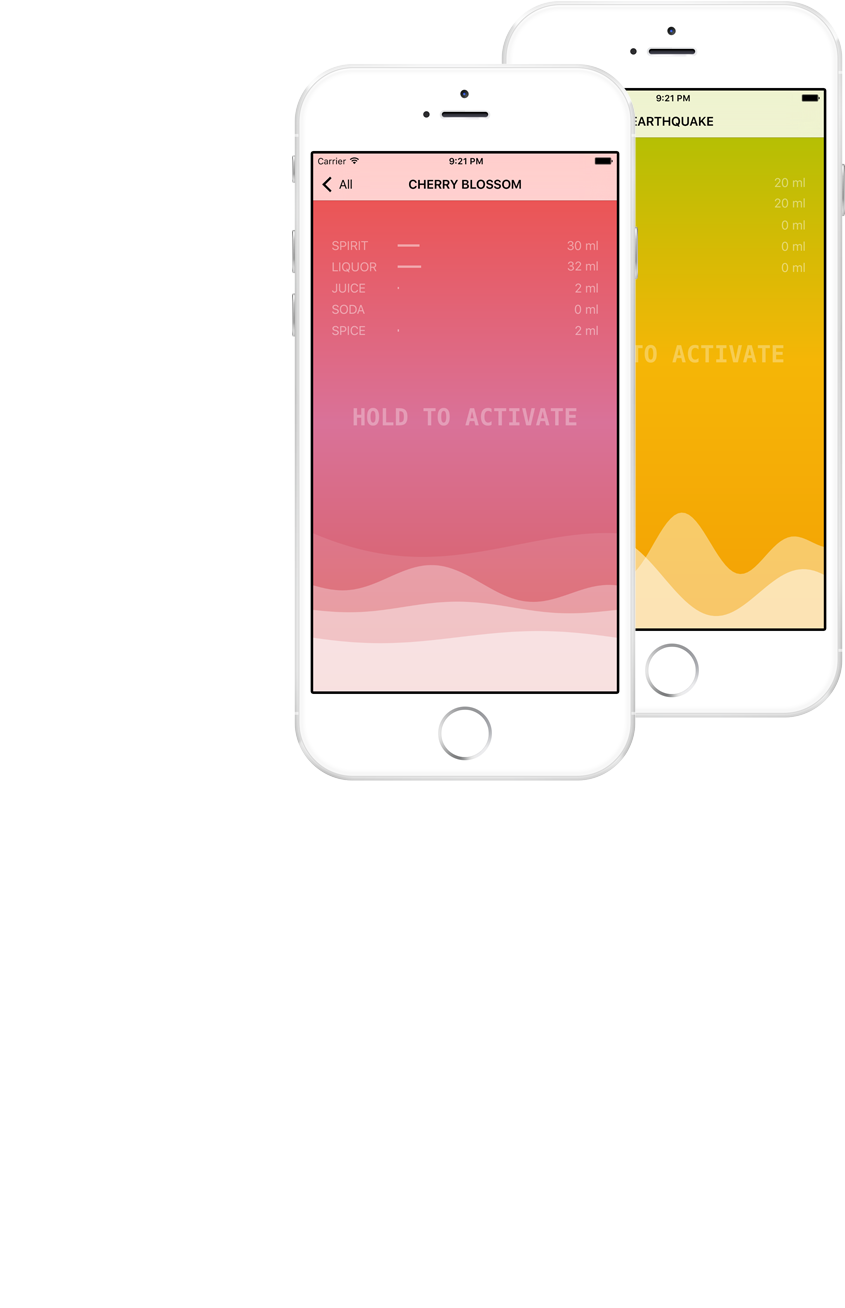 Carrier 9:21 PM
All CHERRY BLOSSOM
SPIRIT 30 ml
LIQUOR 32 ml
JUICE 2 ml
SODA 0 ml
SPICE 2 ml
HOLD TO ACTIVATE
9:21 PM
EARTHQUAKE
20 ml
20 ml
0 ml
0 ml
0 ml
TO ACTIVATE